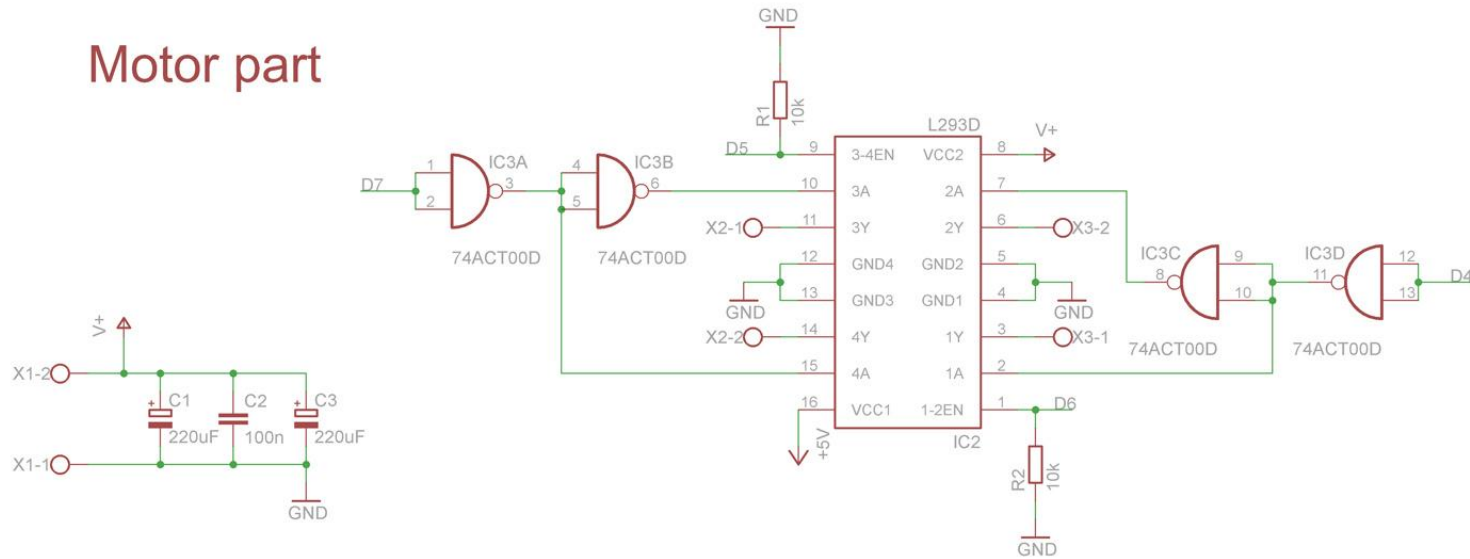 Motor part
GND
R1
10k
L293D
V+
D5
9
3-4EN
VCC2
8
D7
1
2
IC3A
3
74ACT00D
4
5
IC3B
6
74ACT00D
10
3A
2A
7
X2-1
11
3Y
2Y
6
X3-2
12
GND4
GND2
5
GND
13
GND3
GND1
4
GND
X2-2
14
4Y
1Y
3
X3-1
15
4A
1A
2
16
VCC1
1-2EN
1
D6
+5V
IC2
R2
10k
GND
IC3C
8
9
10
74ACT00D
IC3D
11
12
13
D4
74ACT00D
V+
X1-2
+
C1
220uF
C2
100n
+
C3
220uF
X1-1
GND